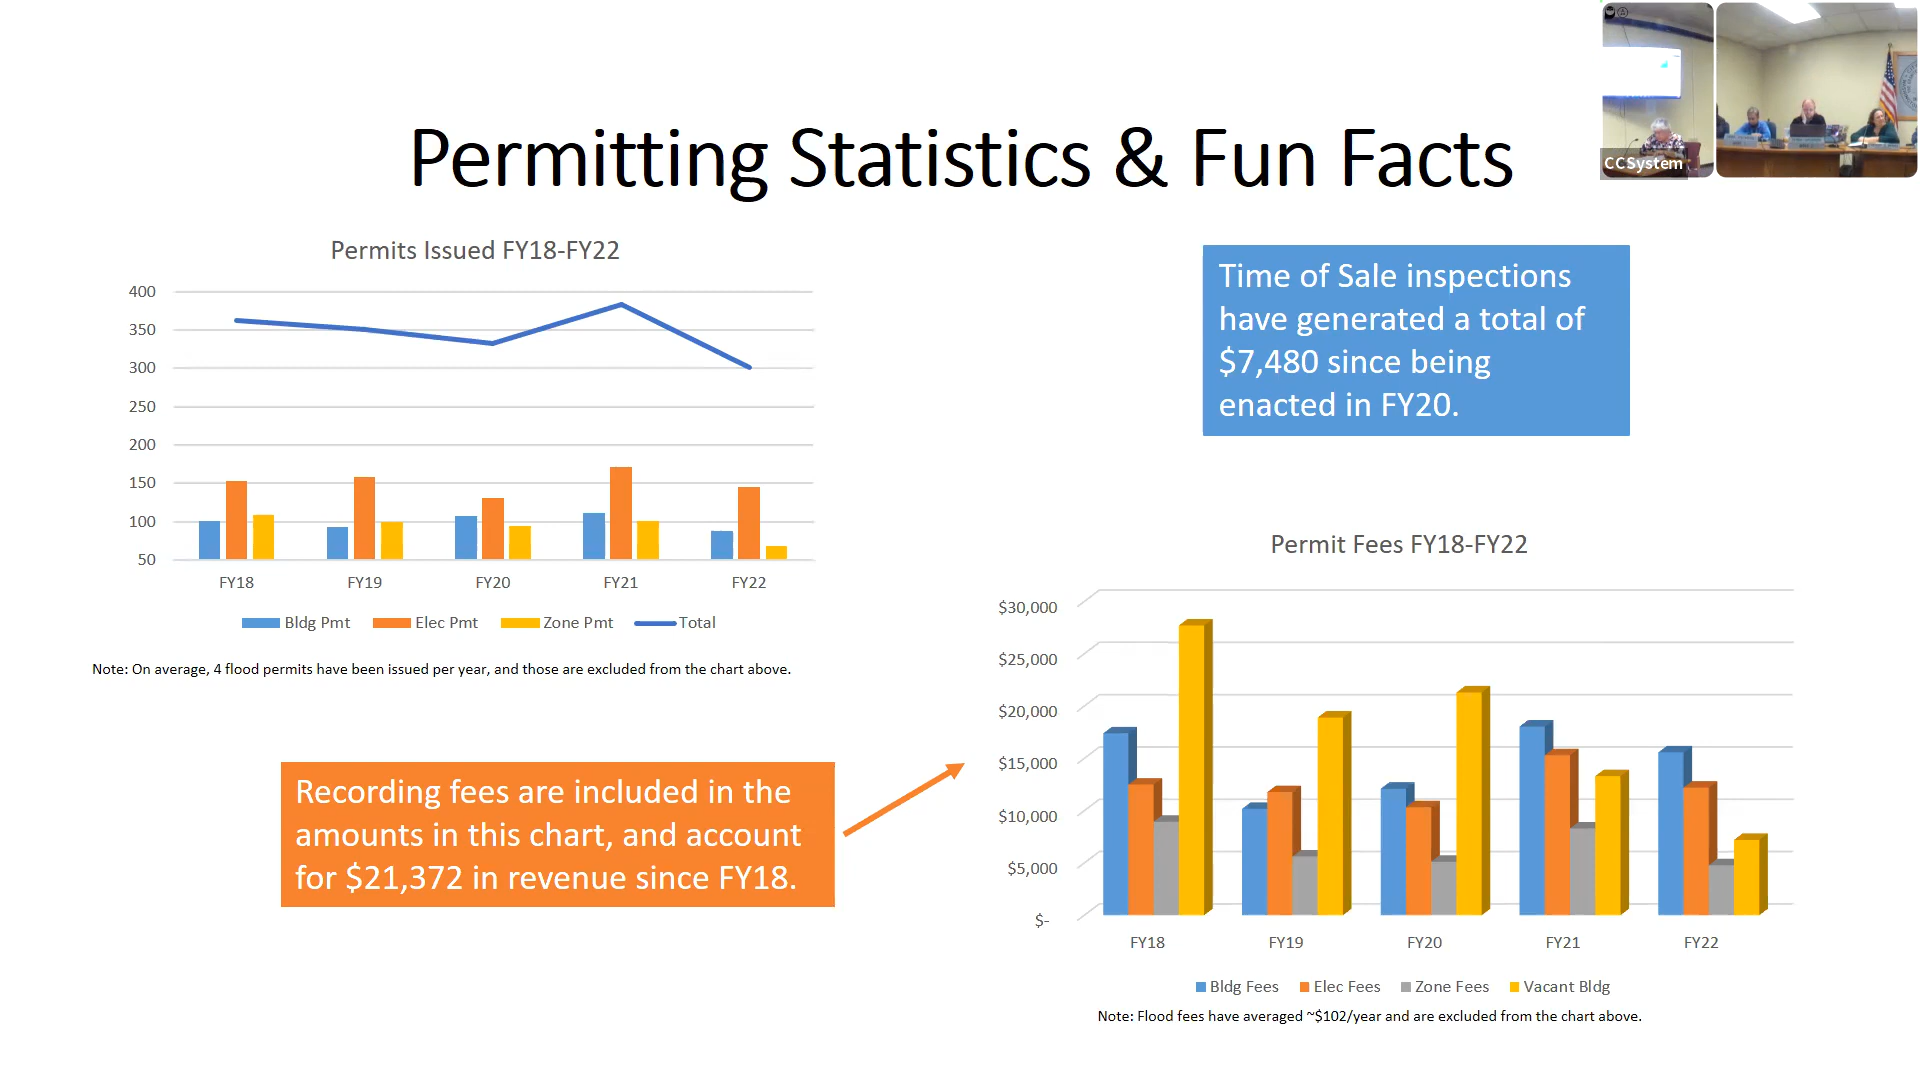 CCSystem
Permitting Statistics & Fun Facts
Permits Issued FY18-FY22
400
350
300
250
200
150
100
50
FY18 FY19 FY20 FY21 FY22
Bldg Pmt Elec Pmt Zone Pmt Total
Note: On average, 4 flood permits have been issued per year, and those are excluded from the chart above.
Time of Sale inspections
have generated a total of
$7,480 since being
enacted in FY20.
Recording fees are included in the
amounts in this chart, and account
for $21,372 in revenue since FY18.
Permit Fees FY18-FY22
$30,000
$25,000
$20,000
$15,000
$10,000
$5,000
$-
FY18 FY19 FY20 FY21 FY22
Bldg Fees Elec Fees Zone Fees Vacant Bldg
Note: Flood fees have averaged ~$102/year and are excluded from the chart above.